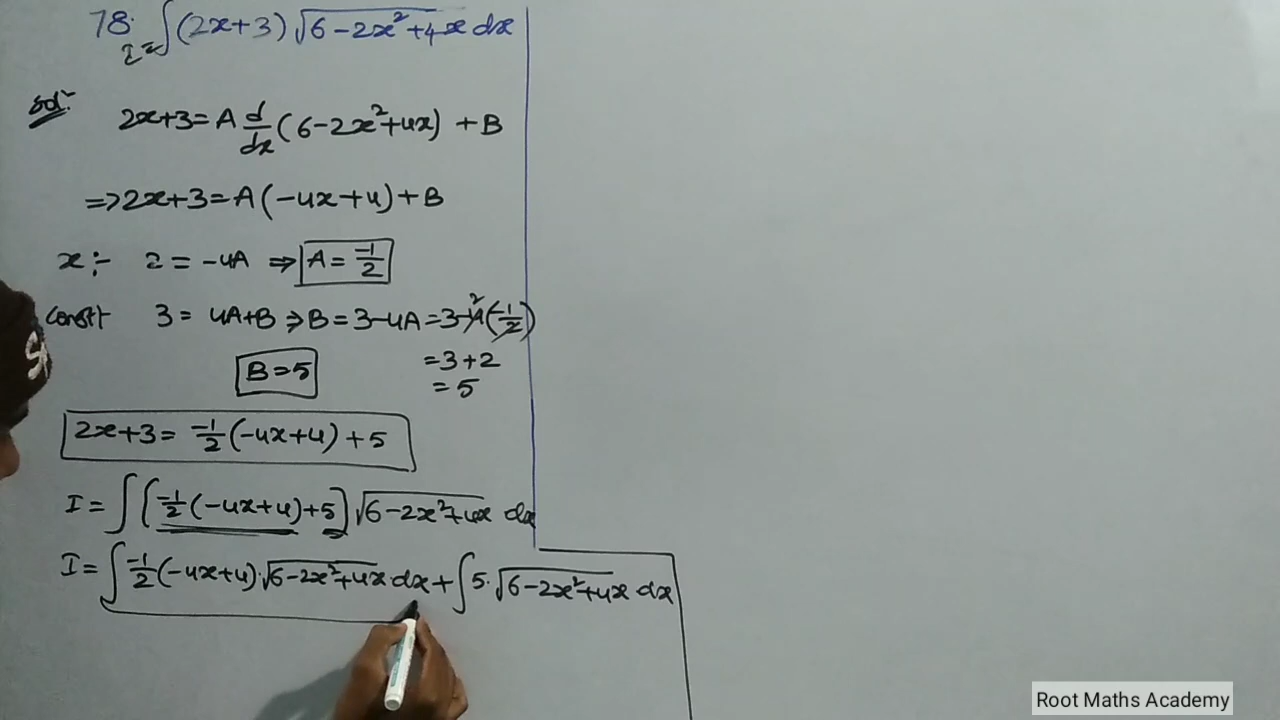 78. ∫(2x+3) √6-2x²+4x dx
I =
Sol:
2x+3 = A d/dx (6-2x²+4x) + B
⇒ 2x+3 = A(-4x+4) + B
x:- 2 = -4A ⇒ A = -1/2
Const 3 = 4A+B ⇒ B = 3-4A = 3-4(-1/2)
2
B = 5
= 3+2
= 5
2x+3 = -1/2 (-4x+4) + 5
I = ∫(-1/2 (-4x+4) + 5) √6-2x²+4x dx
I = ∫ -1/2 (-4x+4) · √6-2x²+4x dx + ∫ 5 · √6-2x²+4x dx
Root Maths Academy